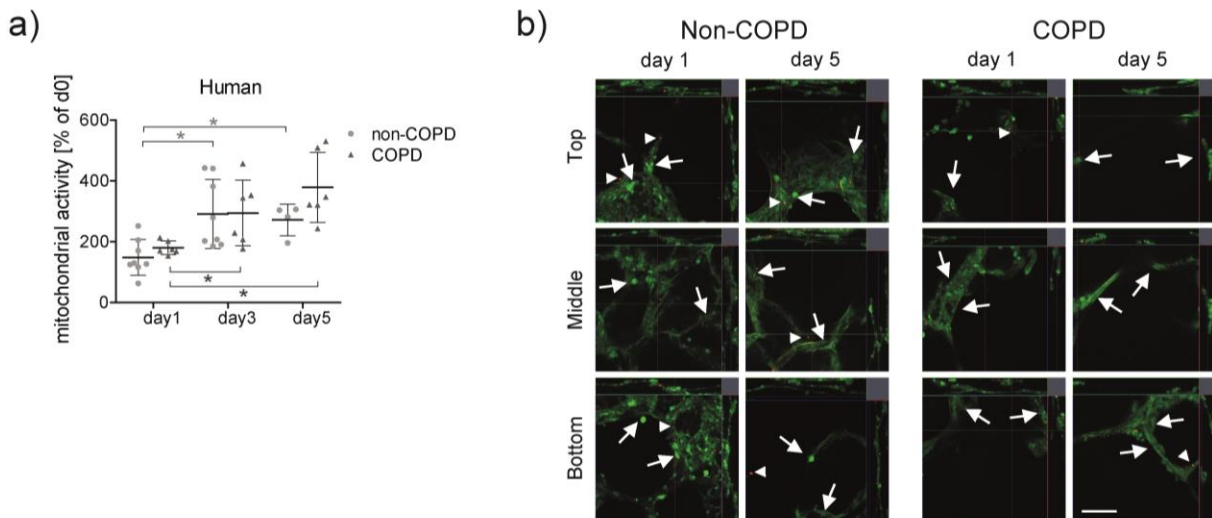 a)
Human
mitochondrial activity [% of d0]
600
400
200
0
* *
* *
day1 day3 day5
non-COPD
COPD
b)
Non-COPD COPD
day 1 day 5 day 1 day 5
Top
Middle
Bottom